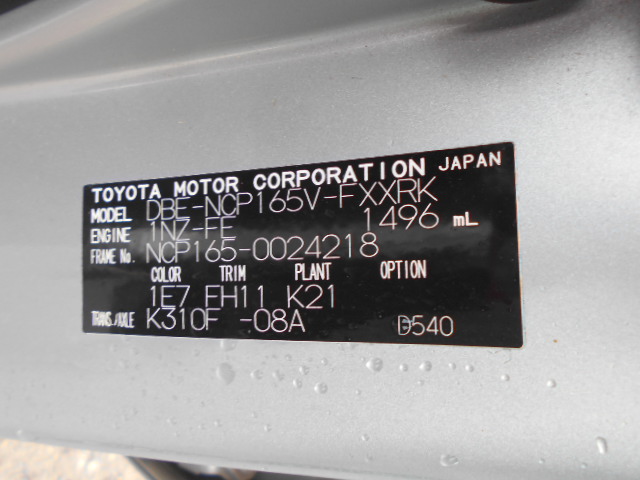 TOYOTA MOTOR CORPORATION JAPAN
MODEL DBE-NCP165V-FXXRK
ENGINE 1NZ-FE 1496 mL
FRAME No. NCP165-0024218
COLOR TRIM PLANT OPTION
1E7 FH11 K21
TRANS./AXLE K310F -08A D540